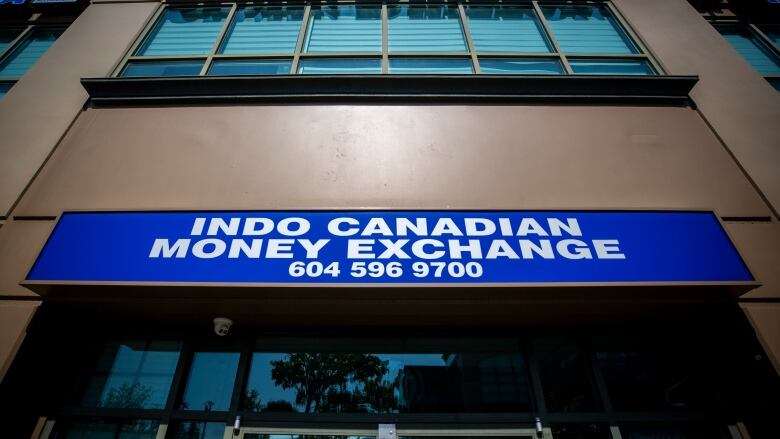 INDO CANADIAN
MONEY EXCHANGE
604 596 9700